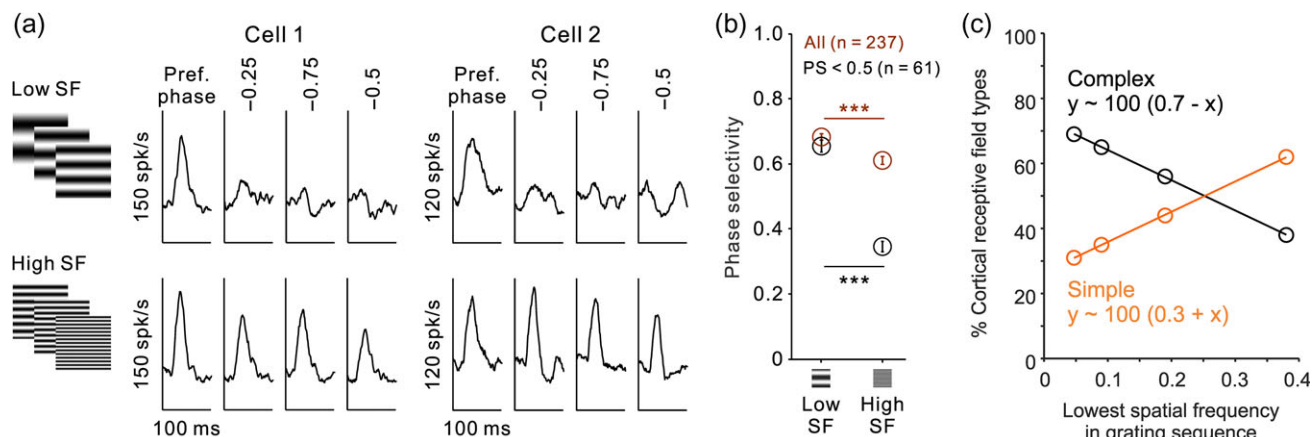 (a)
Cell 1
Cell 2
Low SF
Pref. phase
−0.25
−0.75
−0.5
Pref. phase
−0.25
−0.75
−0.5
150 spk/s
120 spk/s
High SF
150 spk/s
120 spk/s
100 ms
100 ms
(b)
All (n = 237)
PS < 0.5 (n = 61)
***
***
Phase selectivity
1.0
0.8
0.6
0.4
0.2
0
Low
SF
High
SF
(c)
% Cortical receptive field types
100
80
60
40
20
0
Complex
y ~ 100 (0.7 - x)
Simple
y ~ 100 (0.3 + x)
0 0.1 0.2 0.3 0.4
Lowest spatial frequency
in grating sequence